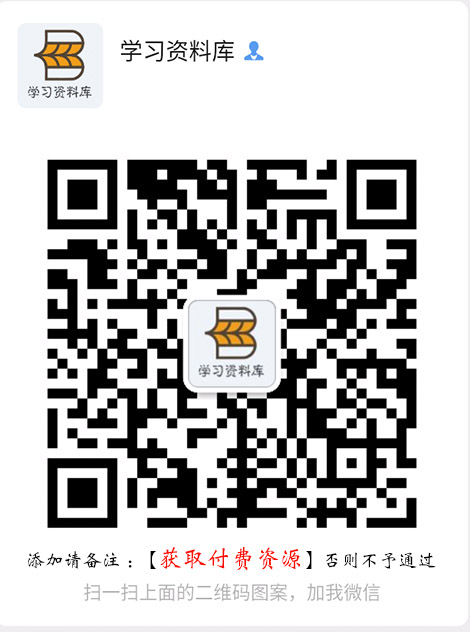 学习资料库
学习资料库
学习资料库
添加请备注：【获取付费资源】否则不予通过
扫一扫上面的二维码图案，加我微信